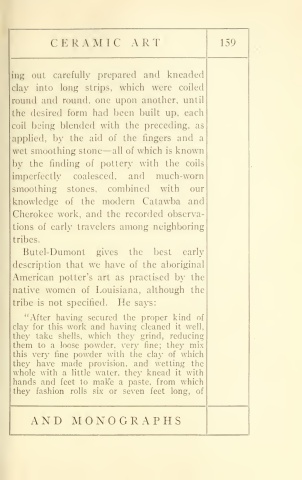 CERAMIC ART
159
ing out carefully prepared and kneaded
clay into long strips, which were coiled
round and round, one upon another, until
the desired form had been built up, each
coil being blended with the preceding, as
applied, by the aid of the fingers and a
wet smoothing stone—all of which is known
by the finding of pottery with the coils
imperfectly coalesced, and much-worn
smoothing stones, combined with our
knowledge of the modern Catawba and
Cherokee work, and the recorded observa-
tions of early travelers among neighboring
tribes.
Butel-Dumont gives the best early
description that we have of the aboriginal
American potter's art as practised by the
native women of Louisiana, although the
tribe is not specified. He says:
"After having secured the proper kind of
clay for this work and having cleaned it well,
they take shells, which they grind, reducing
them to a loose powder, very fine; they mix
this very fine powder with the clay of which
they have made provision, and wetting the
whole with a little water, they knead it with
hands and feet to make a paste, from which
they fashion rolls six or seven feet long, of
AND MONOGRAPHS